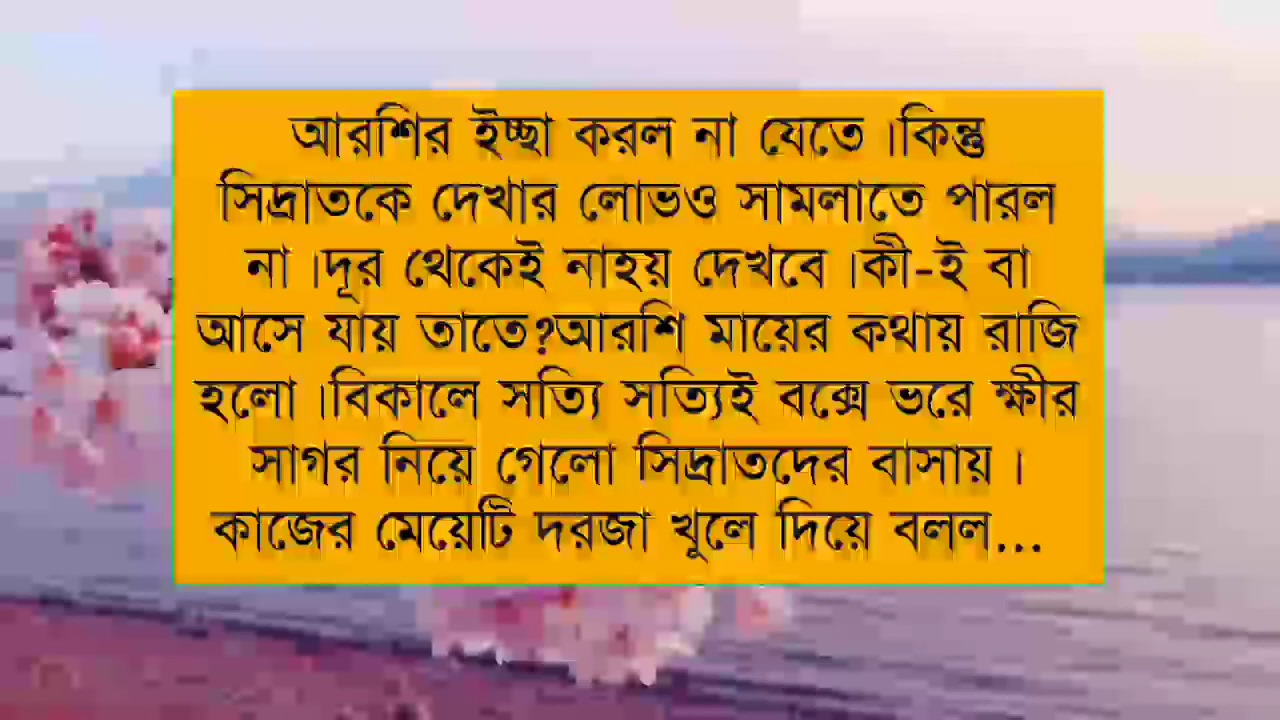 আরশির ইচ্ছা করল না যেতে ।কিন্তু
সিদ্রাতকে দেখার লোভও সামলাতে পারল
না ।দূর থেকেই নাহয় দেখবে ।কী-ই বা
আসে যায় তাতে?আরশি মায়ের কথায় রাজি
হলো ।বিকালে সত্যি সত্যিই বক্সে ভরে ক্ষীর
সাগর নিয়ে গেলো সিদ্রাতদের বাসায় ।
কাজের মেয়েটি দরজা খুলে দিয়ে বলল...